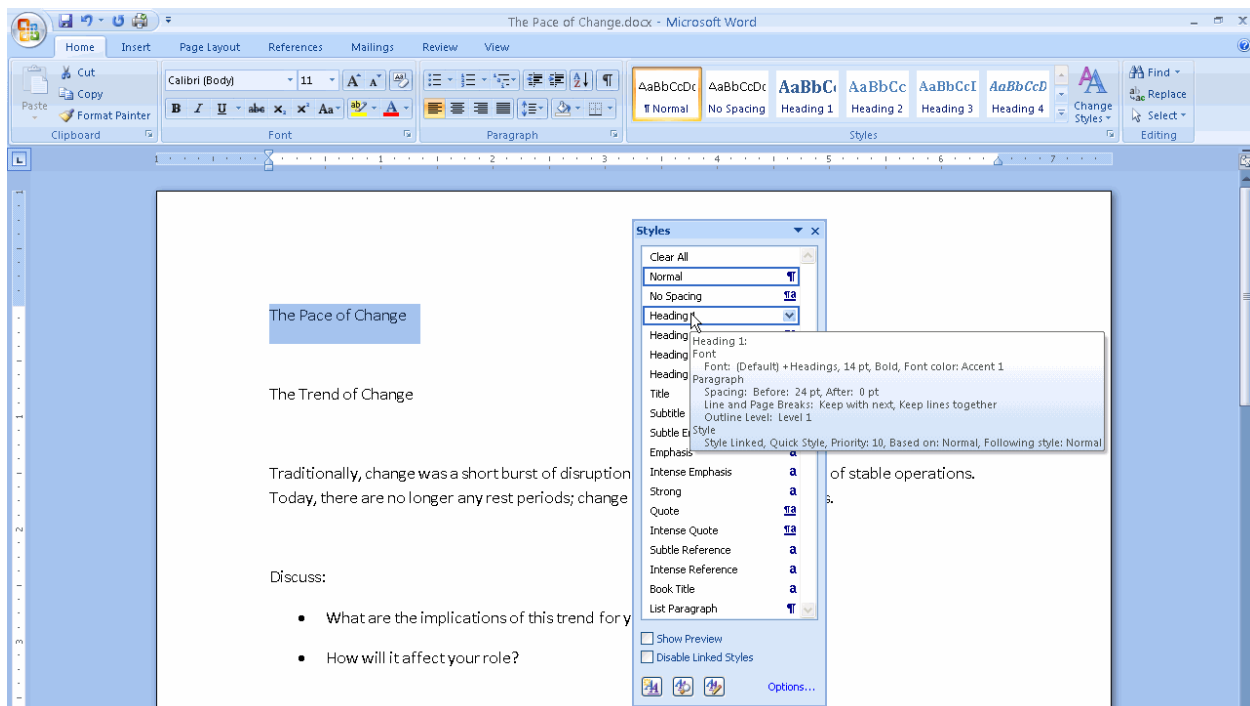 The Pace of Change.docx - Microsoft Word
Home Insert Page Layout References Mailings Review View
Paste
Cut
Copy
Format Painter
Clipboard
Calibri (Body) 11
Font
Paragraph
AaBbCcDc AaBbCcDc AaBbC AaBbCc AaBbCcI AaBbCcD
¶ Normal No Spacing Heading 1 Heading 2 Heading 3 Heading 4
Change
Styles
Styles
Find
Replace
Select
Editing
1 1 2 3 4 5 6 7
The Pace of Change
The Trend of Change
Traditionally, change was a short burst of disruption of stable operations.
Today, there are no longer any rest periods; change
Discuss:
• What are the implications of this trend for y
• How will it affect your role?
Styles
Clear All
Normal ¶
No Spacing ¶a
Heading
Heading
Heading
Heading
Title
Subtitle
Subtle E
Emphasis a
Intense Emphasis a
Strong a
Quote ¶a
Intense Quote ¶a
Subtle Reference a
Intense Reference a
Book Title a
List Paragraph ¶
Show Preview
Disable Linked Styles
Options...
Heading 1:
Font
Font: (Default) +Headings, 14 pt, Bold, Font color: Accent 1
Paragraph
Spacing: Before: 24 pt, After: 0 pt
Line and Page Breaks: Keep with next, Keep lines together
Outline Level: Level 1
Style
Style Linked, Quick Style, Priority: 10, Based on: Normal, Following style: Normal